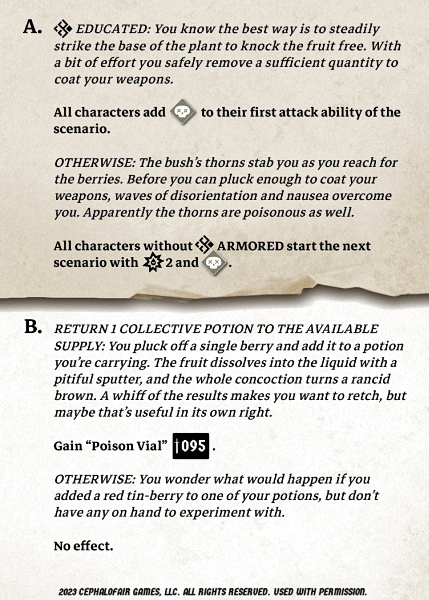 A. EDUCATED: You know the best way is to steadily
strike the base of the plant to knock the fruit free. With
a bit of effort you safely remove a sufficient quantity to
coat your weapons.
All characters add to their first attack ability of the
scenario.
OTHERWISE: The bush's thorns stab you as you reach for
the berries. Before you can pluck enough to coat your
weapons, waves of disorientation and nausea overcome
you. Apparently the thorns are poisonous as well.
All characters without ARMORED start the next
scenario with 2 and .
B. RETURN 1 COLLECTIVE POTION TO THE AVAILABLE
SUPPLY: You pluck off a single berry and add it to a potion
you're carrying. The fruit dissolves into the liquid with a
pitiful sputter, and the whole concoction turns a rancid
brown. A whiff of the results makes you want to retch, but
maybe that's useful in its own right.
Gain “Poison Vial” †095 .
OTHERWISE: You wonder what would happen if you
added a red tin-berry to one of your potions, but don't
have any on hand to experiment with.
No effect.
2023 CEPHALOFAIR GAMES, LLC. ALL RIGHTS RESERVED. USED WITH PERMISSION.